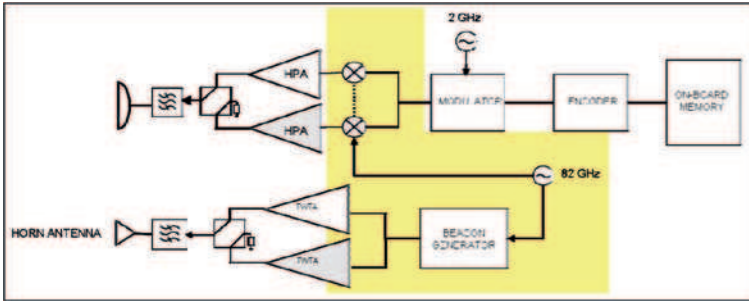 2 GHz
HPA
MODULATOR
ENCODER
ON-BOARD
MEMORY
HPA
82 GHz
TWTA
HORN ANTENNA
BEACON
GENERATOR
TWTA